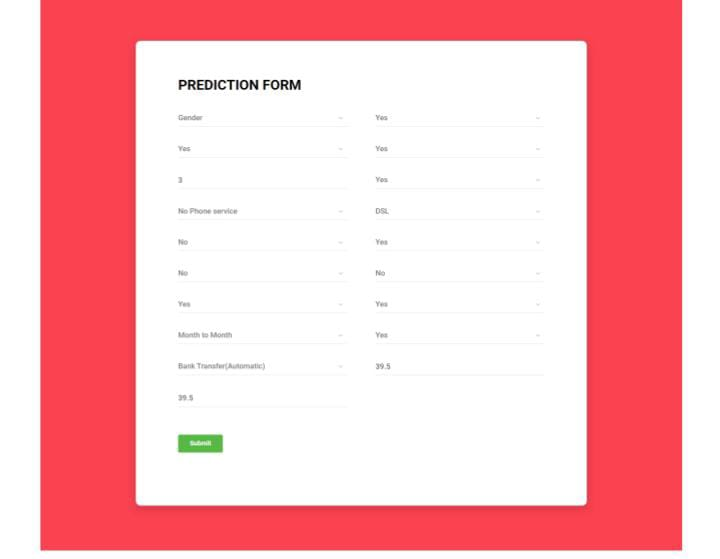 PREDICTION FORM
Gender Yes
Yes Yes
3 Yes
No Phone service DSL
No Yes
No No
Yes Yes
Month to Month Yes
Bank Transfer(Automatic) 39.5
39.5
Submit